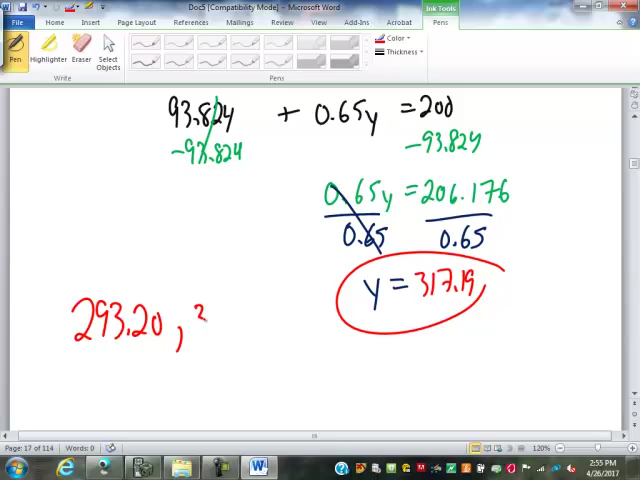 Doc5 [Compatibility Mode] - Microsoft Word
Ink Tools
File Home Insert Page Layout References Mailings Review View Add-Ins Acrobat Pens
Pen Highlighter Eraser Select Objects
Color
Thickness
Write Pens
93.824 + 0.65y = 200
-93.824 -93.824
0.65y = 206.176
0.65 0.65
y = 317.19
293.20 , 3
Page: 17 of 114 Words: 0 120%
2:55 PM
4/26/2017